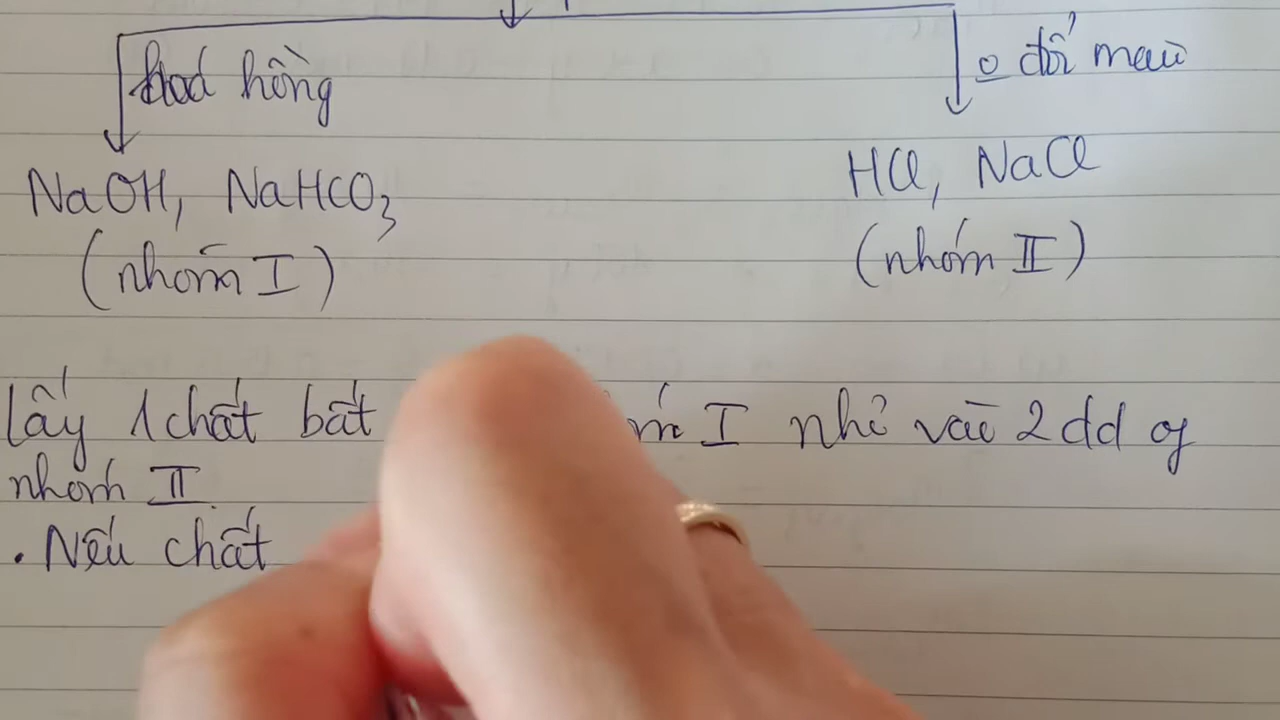 hoá hồng
o đổi màu
NaOH, NaHCO3
HCl, NaCl
(nhóm I)
(nhóm II)
Lấy 1 chất bất I nhỏ vào 2 dd ở
nhóm II
. Nếu chất